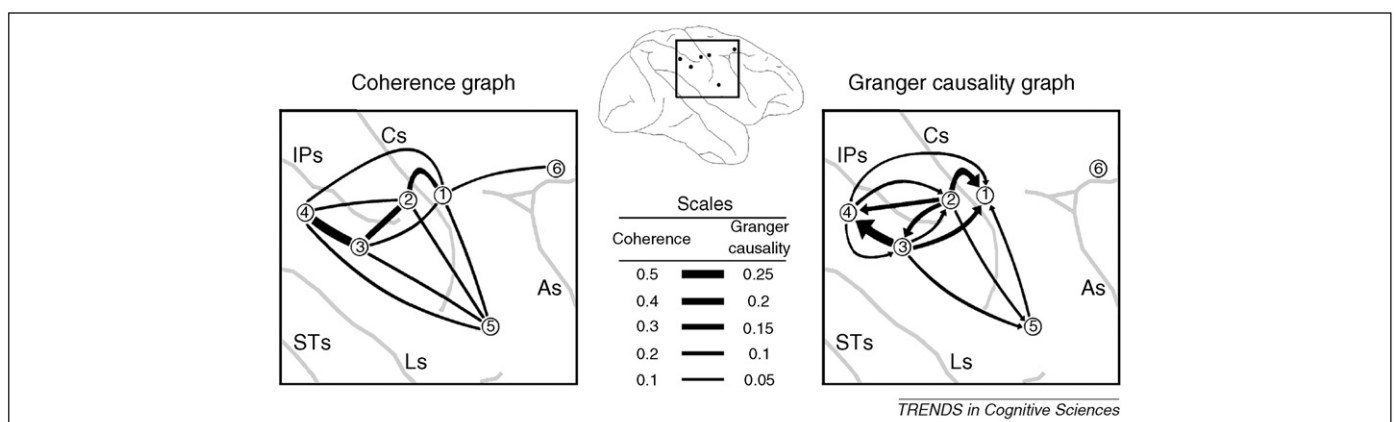 Coherence graph
Cs
IPs
1
2
3
4
5
6
As
STs
Ls
Scales
Coherence Granger causality
0.5 0.25
0.4 0.2
0.3 0.15
0.2 0.1
0.1 0.05
Granger causality graph
Cs
IPs
1
2
3
4
5
6
As
STs
Ls
TRENDS in Cognitive Sciences